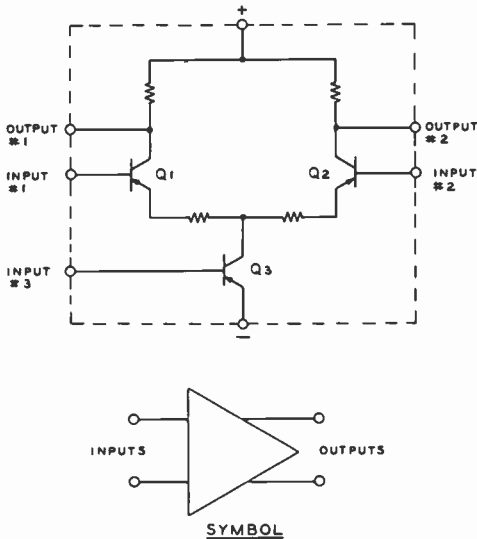 +
OUTPUT
#1
OUTPUT
#2
Q1
Q2
INPUT
#1
INPUT
#2
INPUT
#3
Q3
−
INPUTS
OUTPUTS
SYMBOL